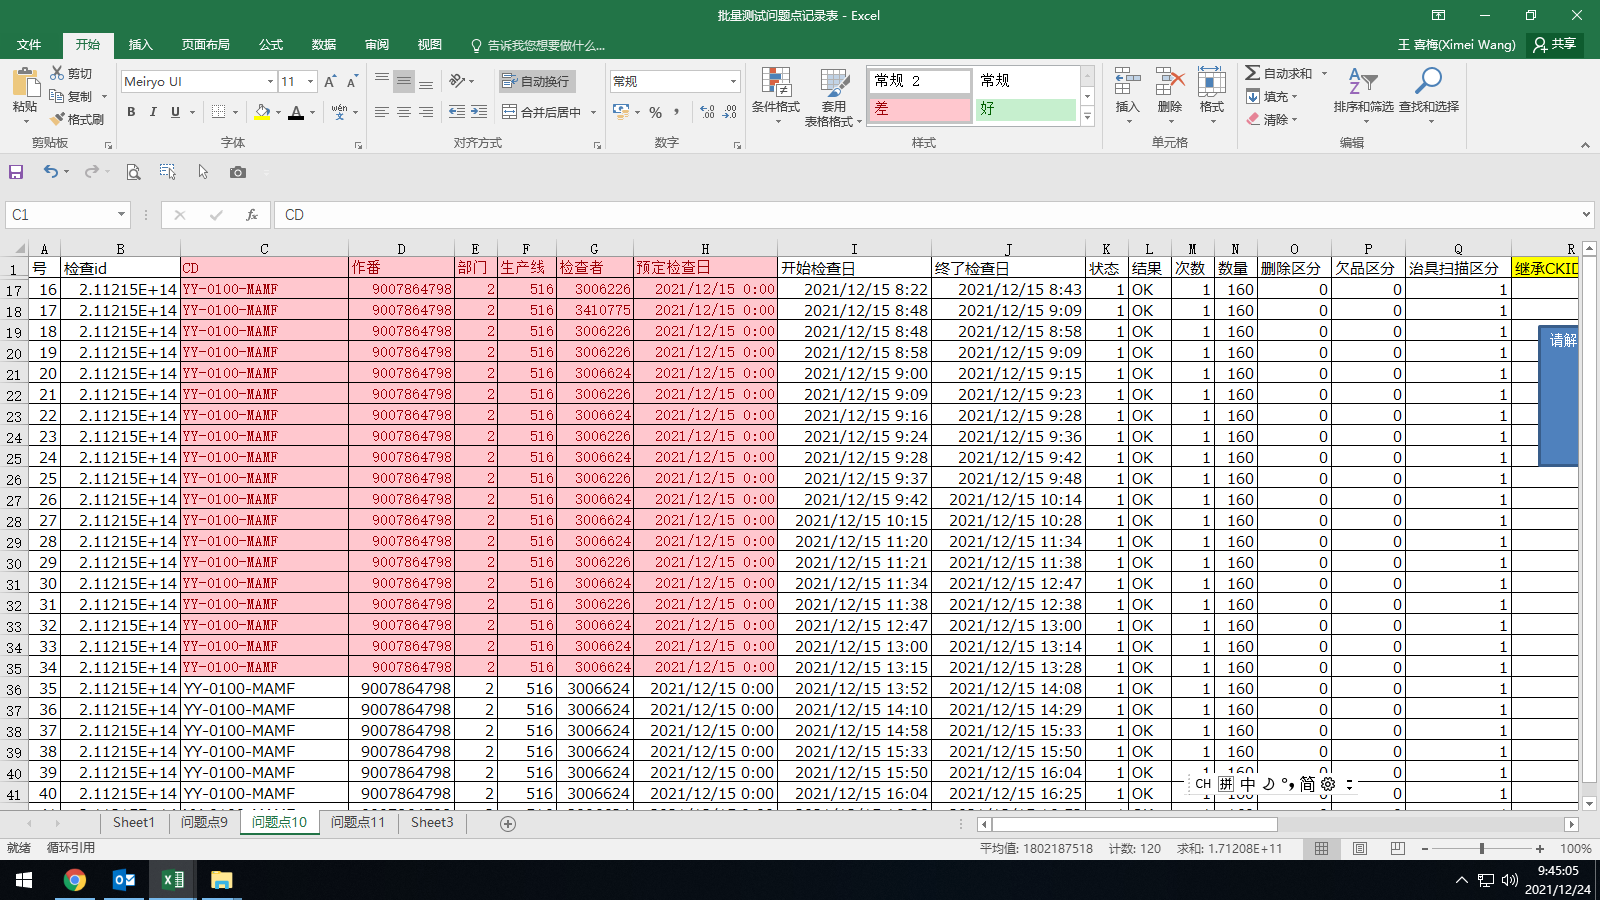 批量测试问题点记录表 - Excel
文件 开始 插入 页面布局 公式 数据 审阅 视图 告诉我您想要做什么... 王 喜梅(Ximei Wang) 共享
粘贴 剪切 复制 格式刷 剪贴板
Meiryo UI 11 B I U A wén 文 字体
自动换行 合并后居中 对齐方式
常规 % 数字
条件格式 套用 表格格式 常规 2 常规 差 好 样式
插入 删除 格式 单元格
自动求和 填充 清除 排序和筛选 查找和选择 编辑
C1 fx CD
A B C D E F G H I J K L M N O P Q R
1 号 检查id CD 作番 部门 生产线 检查者 预定检查日 开始检查日 终了检查日 状态 结果 次数 数量 删除区分 欠品区分 治具扫描区分 继承CKID
17 16 2.11215E+14 YY-0100-MAMF 9007864798 2 516 3006226 2021/12/15 0:00 2021/12/15 8:22 2021/12/15 8:43 1 OK 1 160 0 0 1
18 17 2.11215E+14 YY-0100-MAMF 9007864798 2 516 3410775 2021/12/15 0:00 2021/12/15 8:48 2021/12/15 9:09 1 OK 1 160 0 0 1
19 18 2.11215E+14 YY-0100-MAMF 9007864798 2 516 3006226 2021/12/15 0:00 2021/12/15 8:48 2021/12/15 8:58 1 OK 1 160 0 0 1
20 19 2.11215E+14 YY-0100-MAMF 9007864798 2 516 3006226 2021/12/15 0:00 2021/12/15 8:58 2021/12/15 9:09 1 OK 1 160 0 0 1 请解
21 20 2.11215E+14 YY-0100-MAMF 9007864798 2 516 3006624 2021/12/15 0:00 2021/12/15 9:00 2021/12/15 9:15 1 OK 1 160 0 0 1
22 21 2.11215E+14 YY-0100-MAMF 9007864798 2 516 3006226 2021/12/15 0:00 2021/12/15 9:09 2021/12/15 9:23 1 OK 1 160 0 0 1
23 22 2.11215E+14 YY-0100-MAMF 9007864798 2 516 3006624 2021/12/15 0:00 2021/12/15 9:16 2021/12/15 9:28 1 OK 1 160 0 0 1
24 23 2.11215E+14 YY-0100-MAMF 9007864798 2 516 3006226 2021/12/15 0:00 2021/12/15 9:24 2021/12/15 9:36 1 OK 1 160 0 0 1
25 24 2.11215E+14 YY-0100-MAMF 9007864798 2 516 3006624 2021/12/15 0:00 2021/12/15 9:28 2021/12/15 9:42 1 OK 1 160 0 0 1
26 25 2.11215E+14 YY-0100-MAMF 9007864798 2 516 3006226 2021/12/15 0:00 2021/12/15 9:37 2021/12/15 9:48 1 OK 1 160 0 0 1
27 26 2.11215E+14 YY-0100-MAMF 9007864798 2 516 3006624 2021/12/15 0:00 2021/12/15 9:42 2021/12/15 10:14 1 OK 1 160 0 0 1
28 27 2.11215E+14 YY-0100-MAMF 9007864798 2 516 3006624 2021/12/15 0:00 2021/12/15 10:15 2021/12/15 10:28 1 OK 1 160 0 0 1
29 28 2.11215E+14 YY-0100-MAMF 9007864798 2 516 3006624 2021/12/15 0:00 2021/12/15 11:20 2021/12/15 11:34 1 OK 1 160 0 0 1
30 29 2.11215E+14 YY-0100-MAMF 9007864798 2 516 3006226 2021/12/15 0:00 2021/12/15 11:21 2021/12/15 11:38 1 OK 1 160 0 0 1
31 30 2.11215E+14 YY-0100-MAMF 9007864798 2 516 3006624 2021/12/15 0:00 2021/12/15 11:34 2021/12/15 12:47 1 OK 1 160 0 0 1
32 31 2.11215E+14 YY-0100-MAMF 9007864798 2 516 3006226 2021/12/15 0:00 2021/12/15 11:38 2021/12/15 12:38 1 OK 1 160 0 0 1
33 32 2.11215E+14 YY-0100-MAMF 9007864798 2 516 3006624 2021/12/15 0:00 2021/12/15 12:47 2021/12/15 13:00 1 OK 1 160 0 0 1
34 33 2.11215E+14 YY-0100-MAMF 9007864798 2 516 3006624 2021/12/15 0:00 2021/12/15 13:00 2021/12/15 13:14 1 OK 1 160 0 0 1
35 34 2.11215E+14 YY-0100-MAMF 9007864798 2 516 3006624 2021/12/15 0:00 2021/12/15 13:15 2021/12/15 13:28 1 OK 1 160 0 0 1
36 35 2.11215E+14 YY-0100-MAMF 9007864798 2 516 3006624 2021/12/15 0:00 2021/12/15 13:52 2021/12/15 14:08 1 OK 1 160 0 0 1
37 36 2.11215E+14 YY-0100-MAMF 9007864798 2 516 3006624 2021/12/15 0:00 2021/12/15 14:10 2021/12/15 14:29 1 OK 1 160 0 0 1
38 37 2.11215E+14 YY-0100-MAMF 9007864798 2 516 3006624 2021/12/15 0:00 2021/12/15 14:58 2021/12/15 15:33 1 OK 1 160 0 0 1
39 38 2.11215E+14 YY-0100-MAMF 9007864798 2 516 3006624 2021/12/15 0:00 2021/12/15 15:33 2021/12/15 15:50 1 OK 1 160 0 0 1
40 39 2.11215E+14 YY-0100-MAMF 9007864798 2 516 3006624 2021/12/15 0:00 2021/12/15 15:50 2021/12/15 16:04 1 OK 1 160 0 0 1
41 40 2.11215E+14 YY-0100-MAMF 9007864798 2 516 3006624 2021/12/15 0:00 2021/12/15 16:04 2021/12/15 16:25 1 OK 1
CH 拼 中 简
Sheet1 问题点9 问题点10 问题点11 Sheet3
就绪 循环引用 平均值: 1802187518 计数: 120 求和: 1.71208E+11 100%
9:45:05
2021/12/24